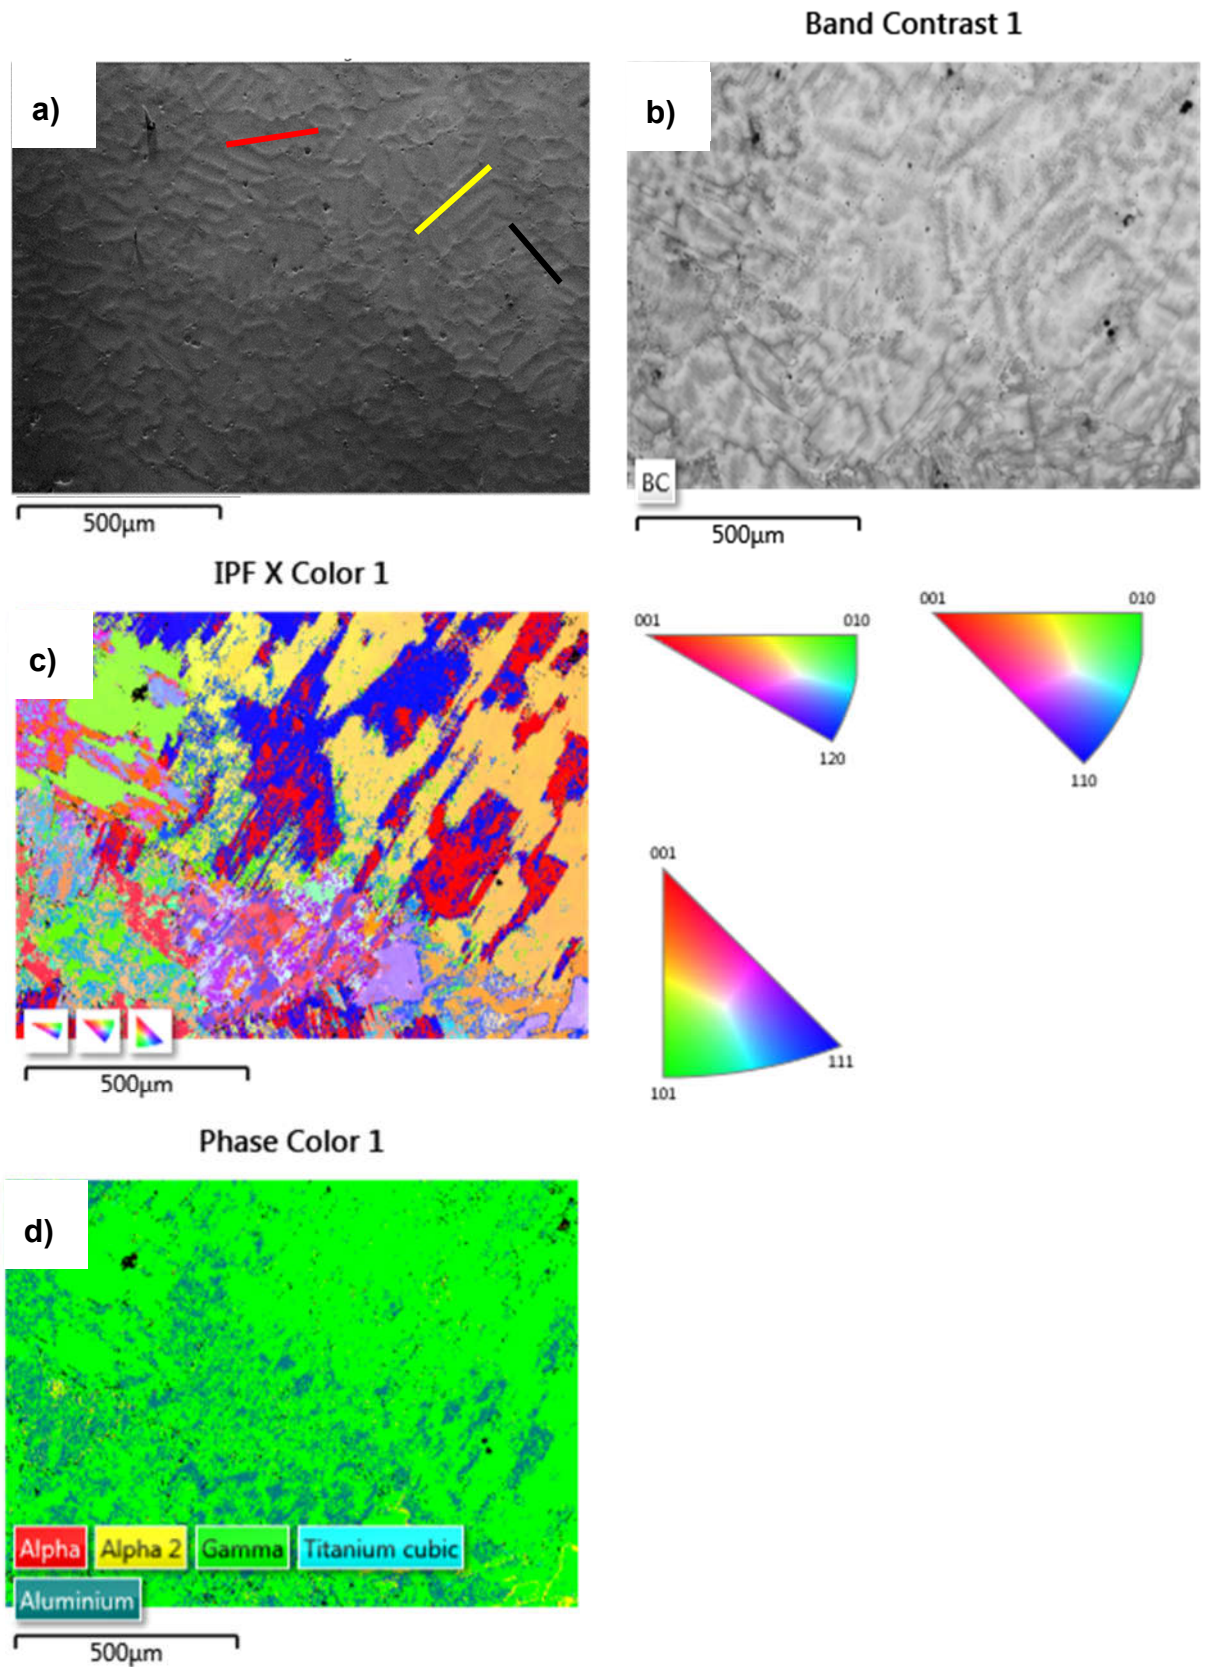 Band Contrast 1
a)
b)
BC
500µm
500µm
IPF X Color 1
c)
001
010
120
001
010
110
001
101
111
500µm
Phase Color 1
d)
Alpha
Alpha 2
Gamma
Titanium cubic
Aluminium
500µm